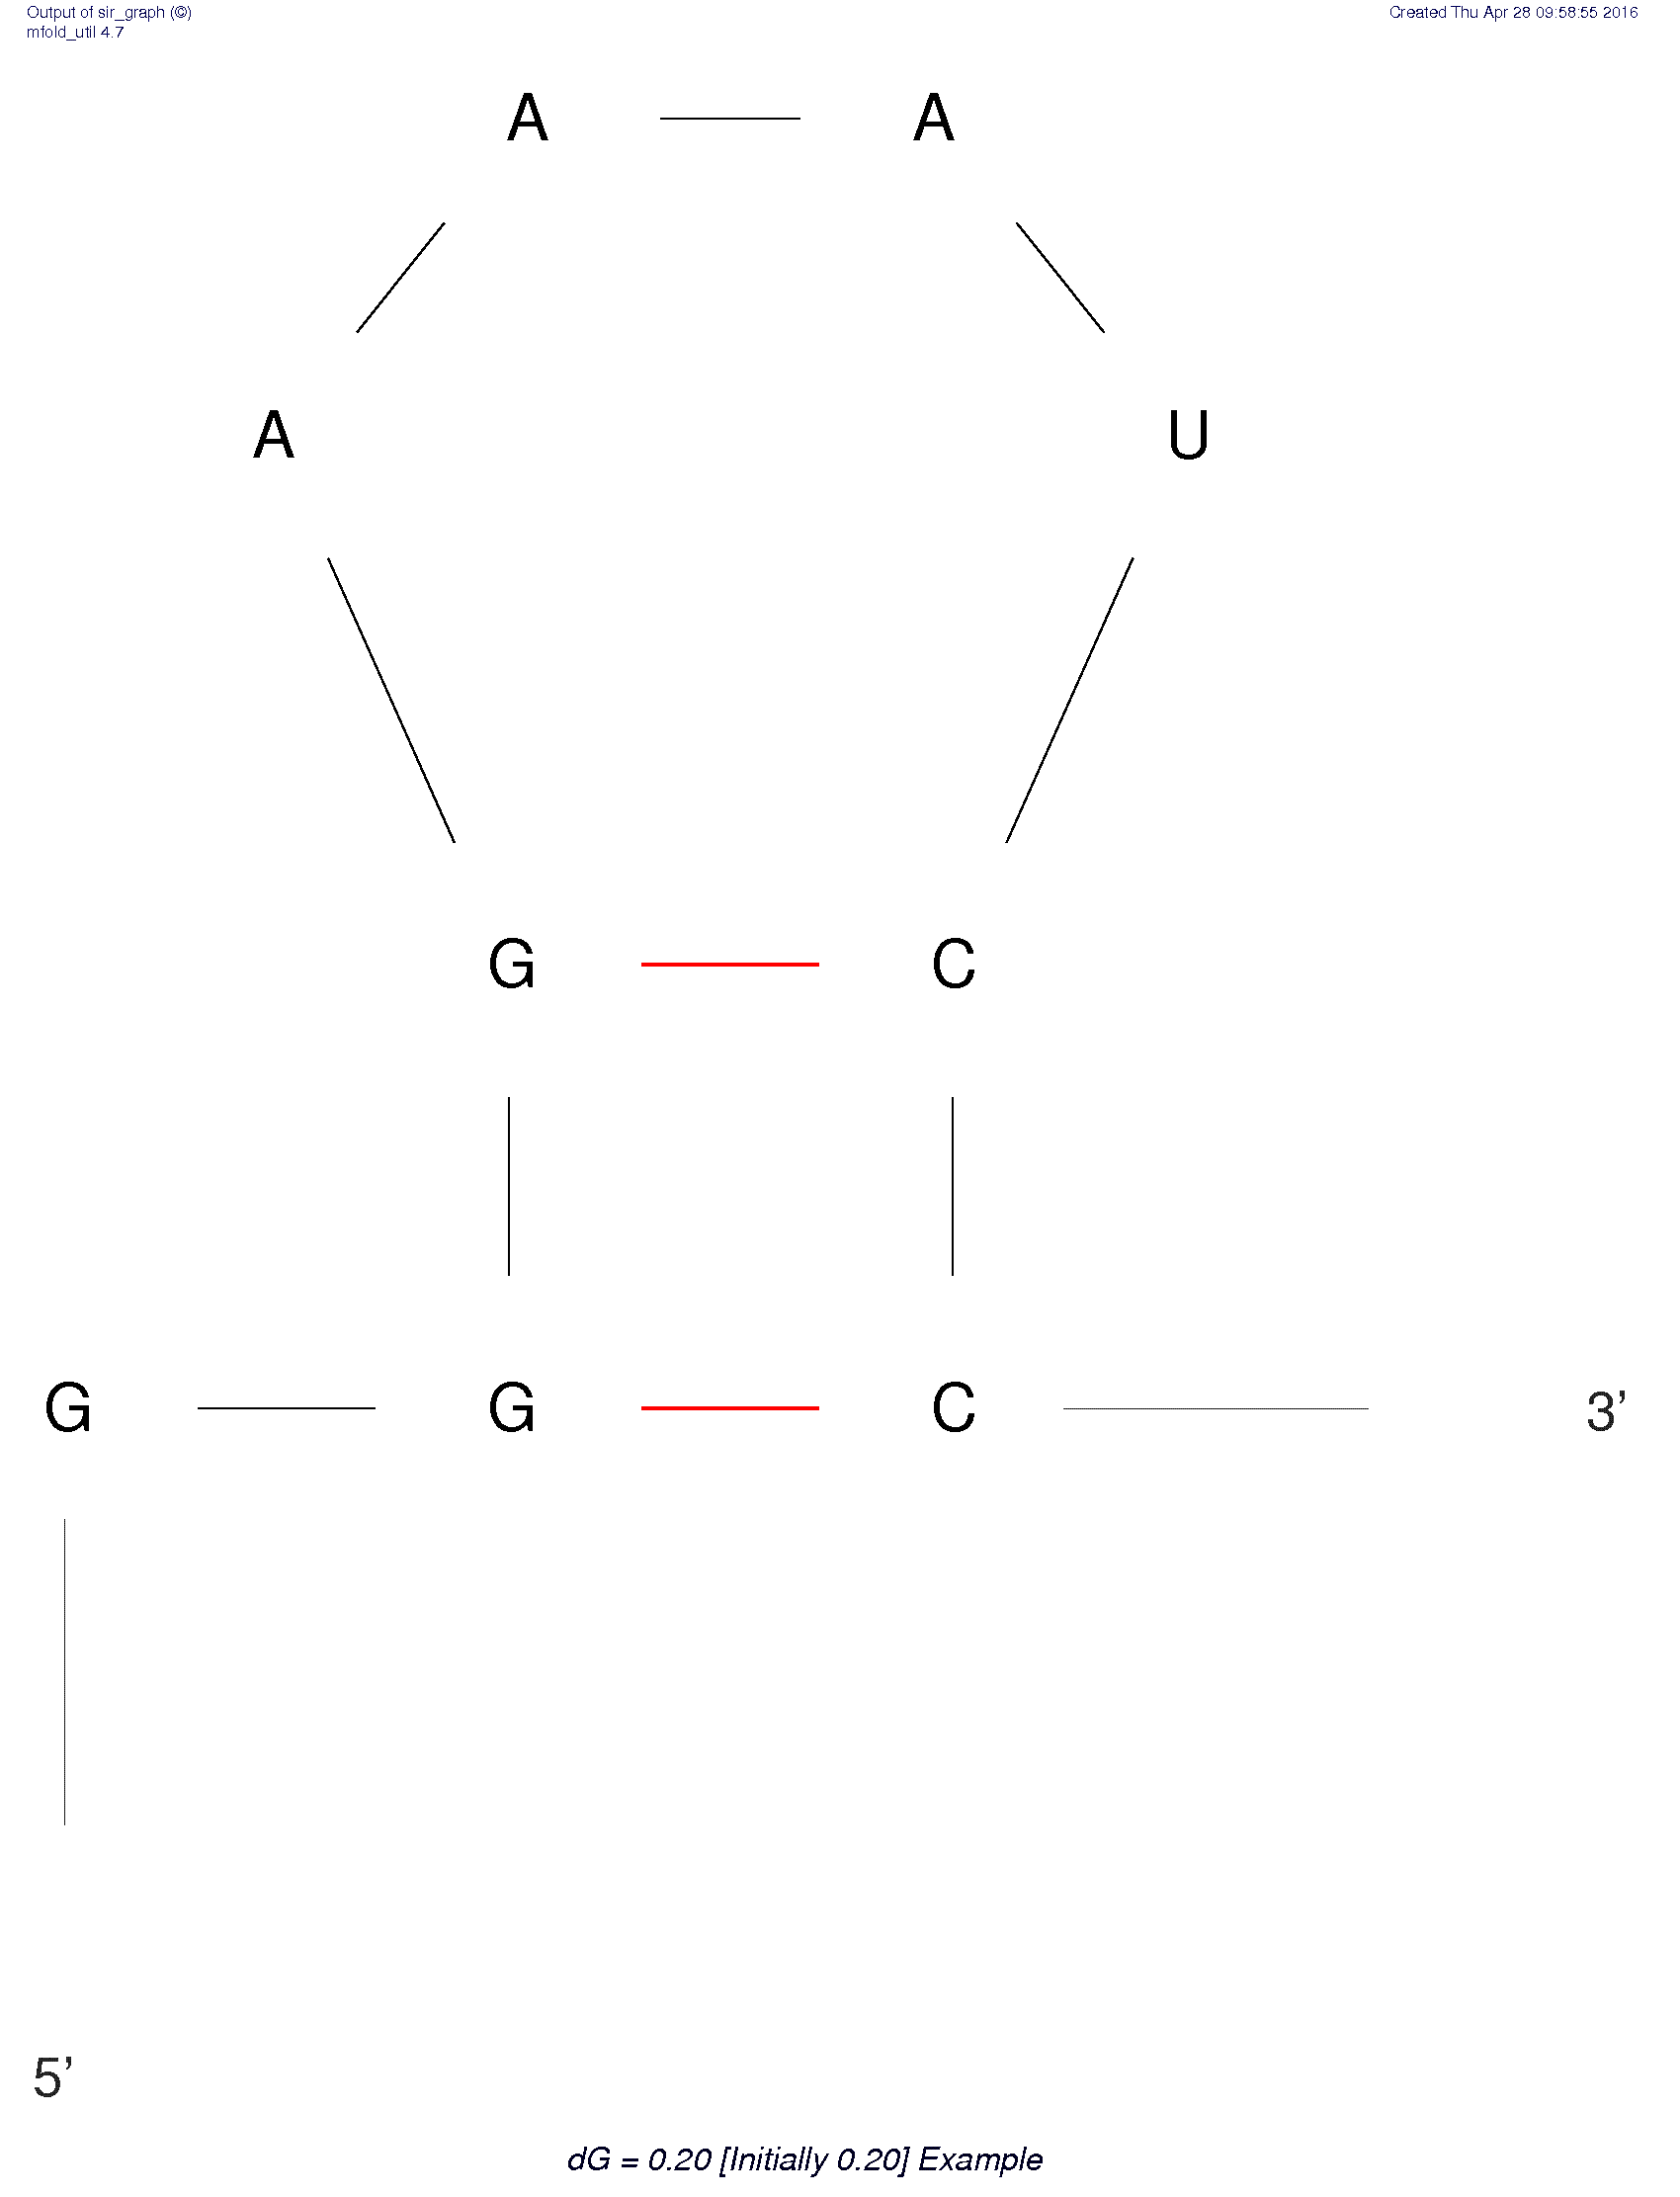 Output of sir_graph (©)
mfold_util 4.7
Created Thu Apr 28 09:58:55 2016
A A
A U
G C
G G C 3’
5’
dG = 0.20 [Initially 0.20] Example